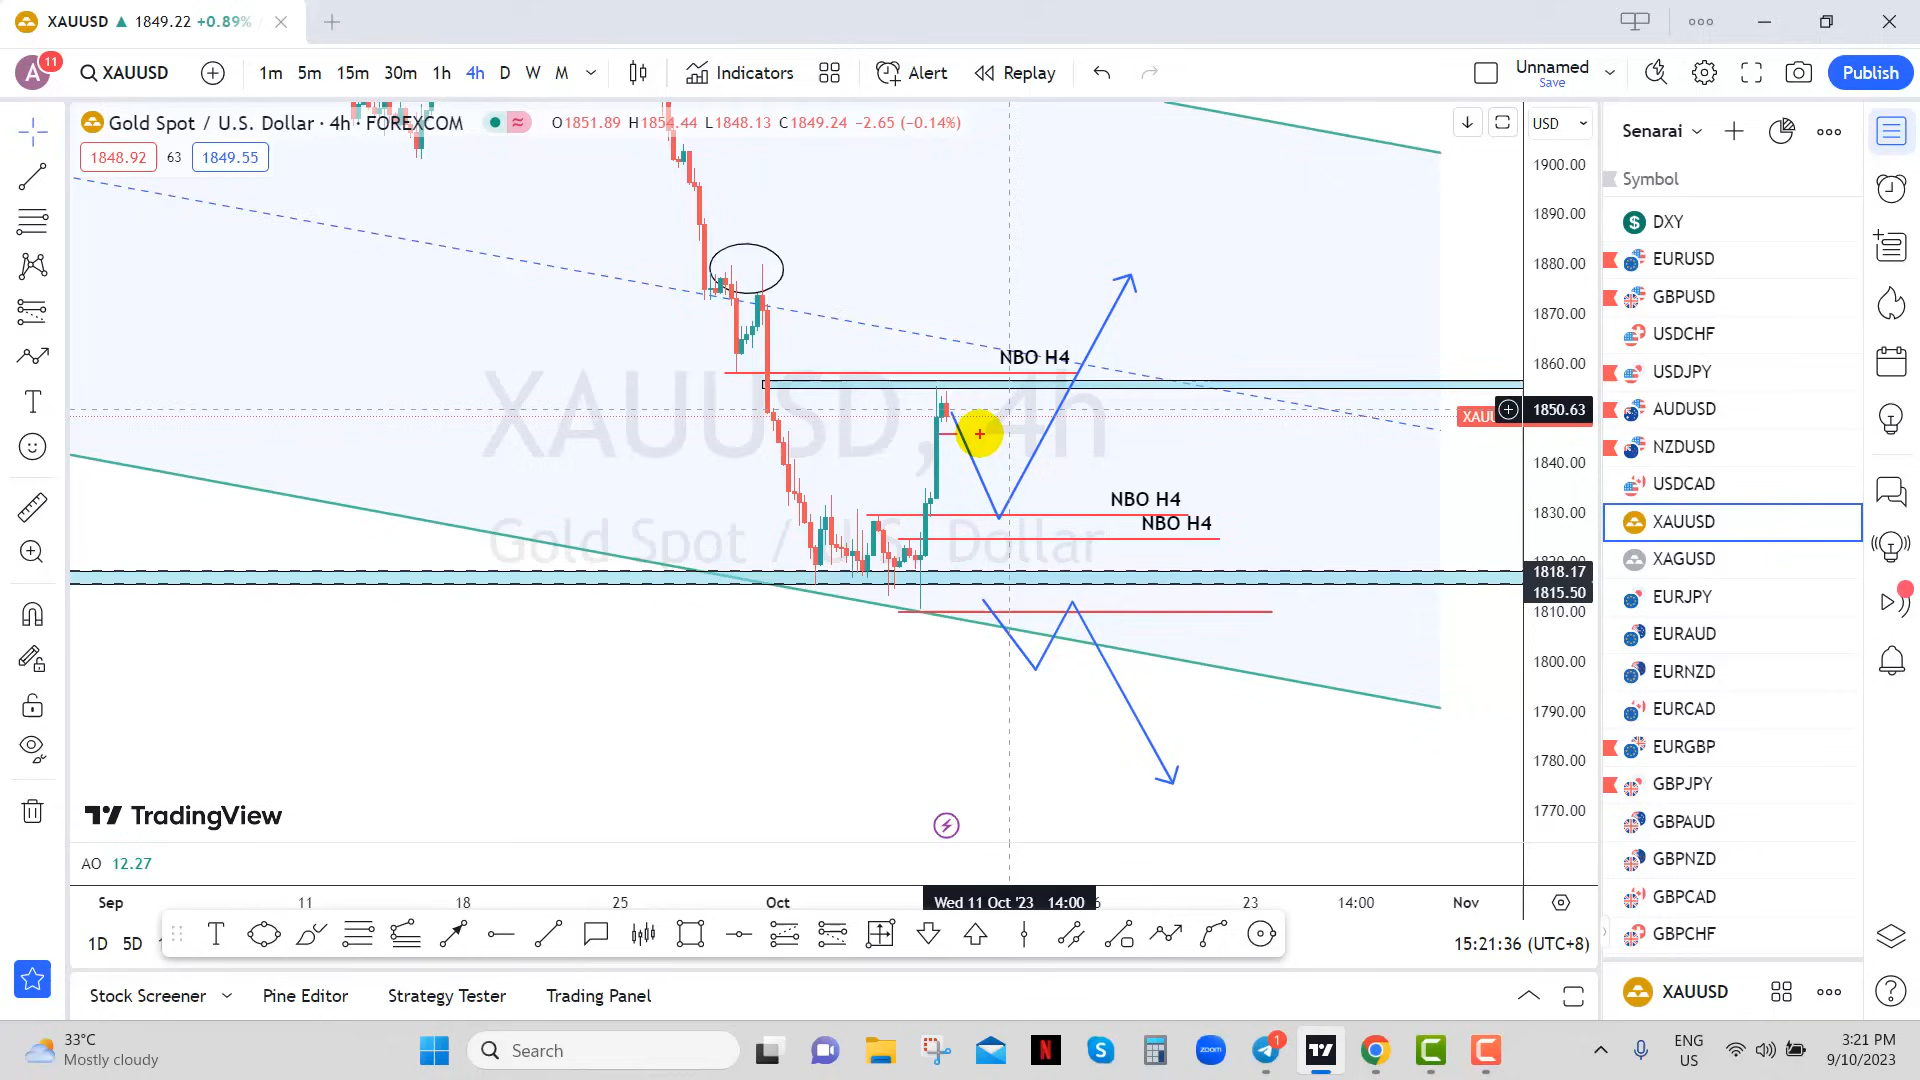 XAUUSD ▲ 1849.22 +0.89%
A 11 XAUUSD 1m 5m 15m 30m 1h 4h D W M Indicators Alert Replay Unnamed Save Publish
Gold Spot / U.S. Dollar · 4h · FOREXCOM O1851.89 H1854.44 L1848.13 C1849.24 −2.65 (−0.14%)
1848.92 63 1849.55
USD
XAUUSD, 4h
Gold Spot / U.S. Dollar
NBO H4
NBO H4
NBO H4
1900.00
1890.00
1880.00
1870.00
1860.00
XAU 1850.63
1840.00
1830.00
1820.00
1818.17
1815.50
1810.00
1800.00
1790.00
1780.00
1770.00
TradingView
AO 12.27
Sep 11 18 25 Oct Wed 11 Oct '23 14:00 6 23 14:00 Nov
1D 5D 15:21:36 (UTC+8)
Stock Screener Pine Editor Strategy Tester Trading Panel
Senarai
Symbol
DXY
EURUSD
GBPUSD
USDCHF
USDJPY
AUDUSD
NZDUSD
USDCAD
XAUUSD
XAGUSD
EURJPY
EURAUD
EURNZD
EURCAD
EURGBP
GBPJPY
GBPAUD
GBPNZD
GBPCAD
GBPCHF
XAUUSD
33°C
Mostly cloudy
Search
zoom
1
ENG
US
3:21 PM
9/10/2023